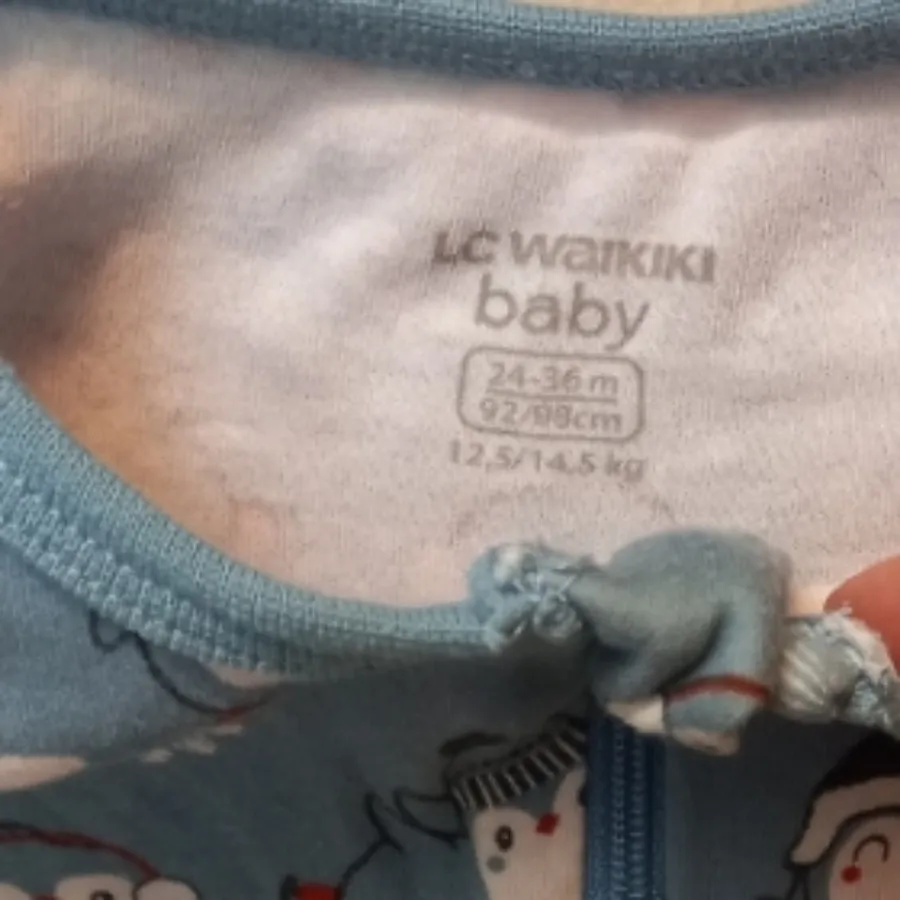 LC WAIKIKI
baby
24-36 m
92/98cm
12,5/14,5 kg